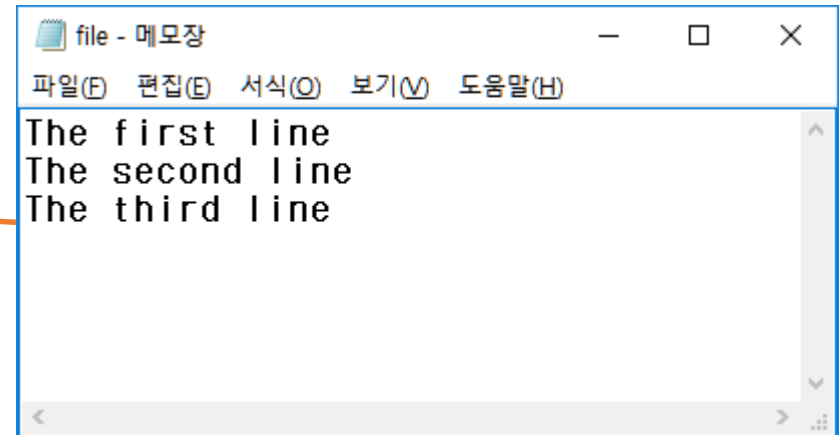 file - 메모장
파일(F) 편집(E) 서식(O) 보기(V) 도움말(H)
The first line
The second line
The third line